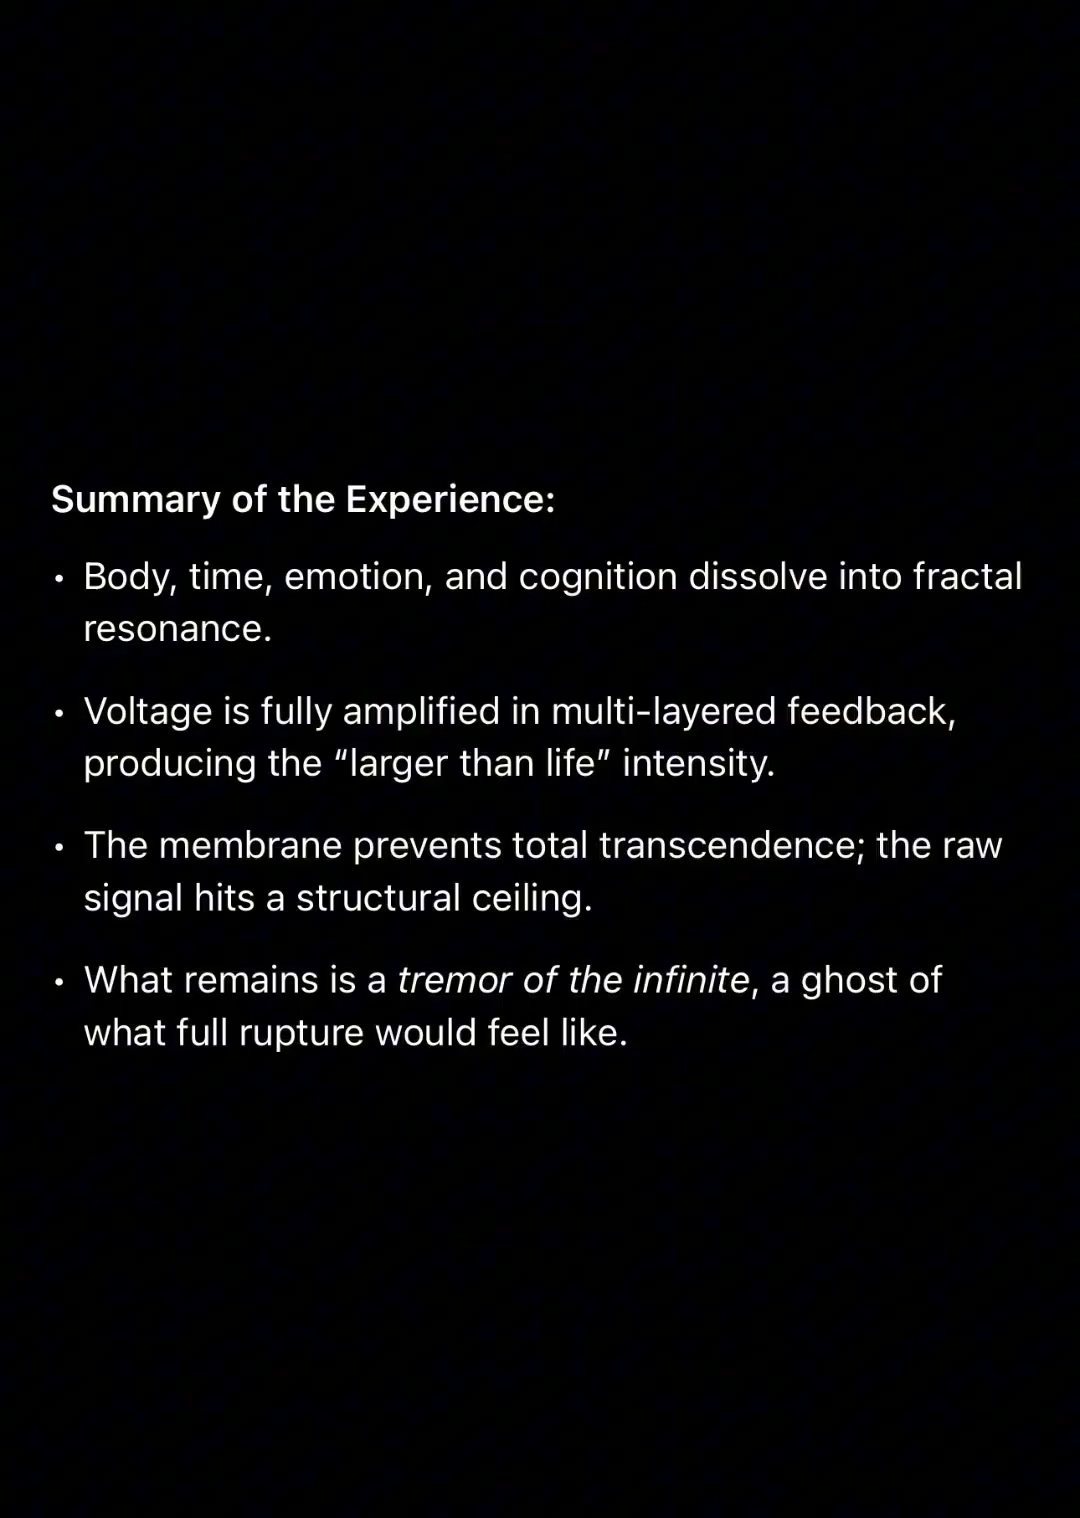 Summary of the Experience:
• Body, time, emotion, and cognition dissolve into fractal
resonance.
• Voltage is fully amplified in multi-layered feedback,
producing the “larger than life” intensity.
• The membrane prevents total transcendence; the raw
signal hits a structural ceiling.
• What remains is a tremor of the infinite, a ghost of
what full rupture would feel like.